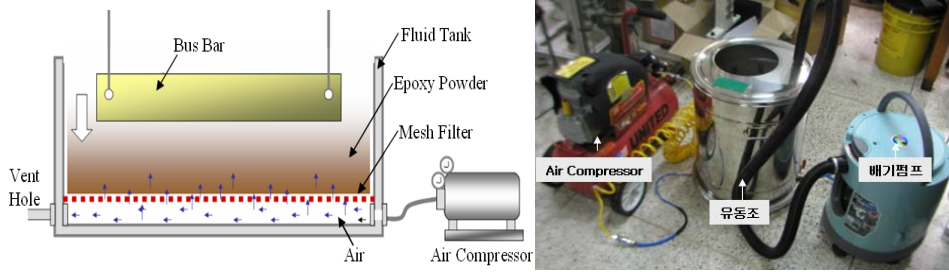 Bus Bar
Fluid Tank
Epoxy Powder
Mesh Filter
Vent
Hole
Air
Air Compressor
UNITED
Air Compressor
배기펌프
유동조